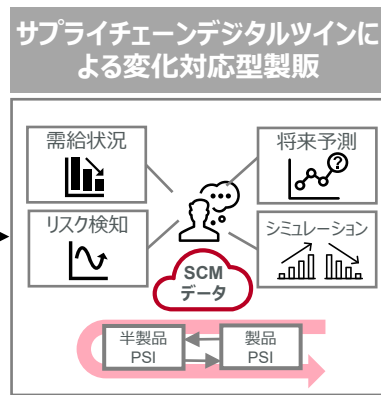 サプライチェーンデジタルツインに
よる変化対応型製販
需給状況
将来予測
?
リスク検知
シミュレーション
SCM
データ
半製品
PSI
製品
PSI